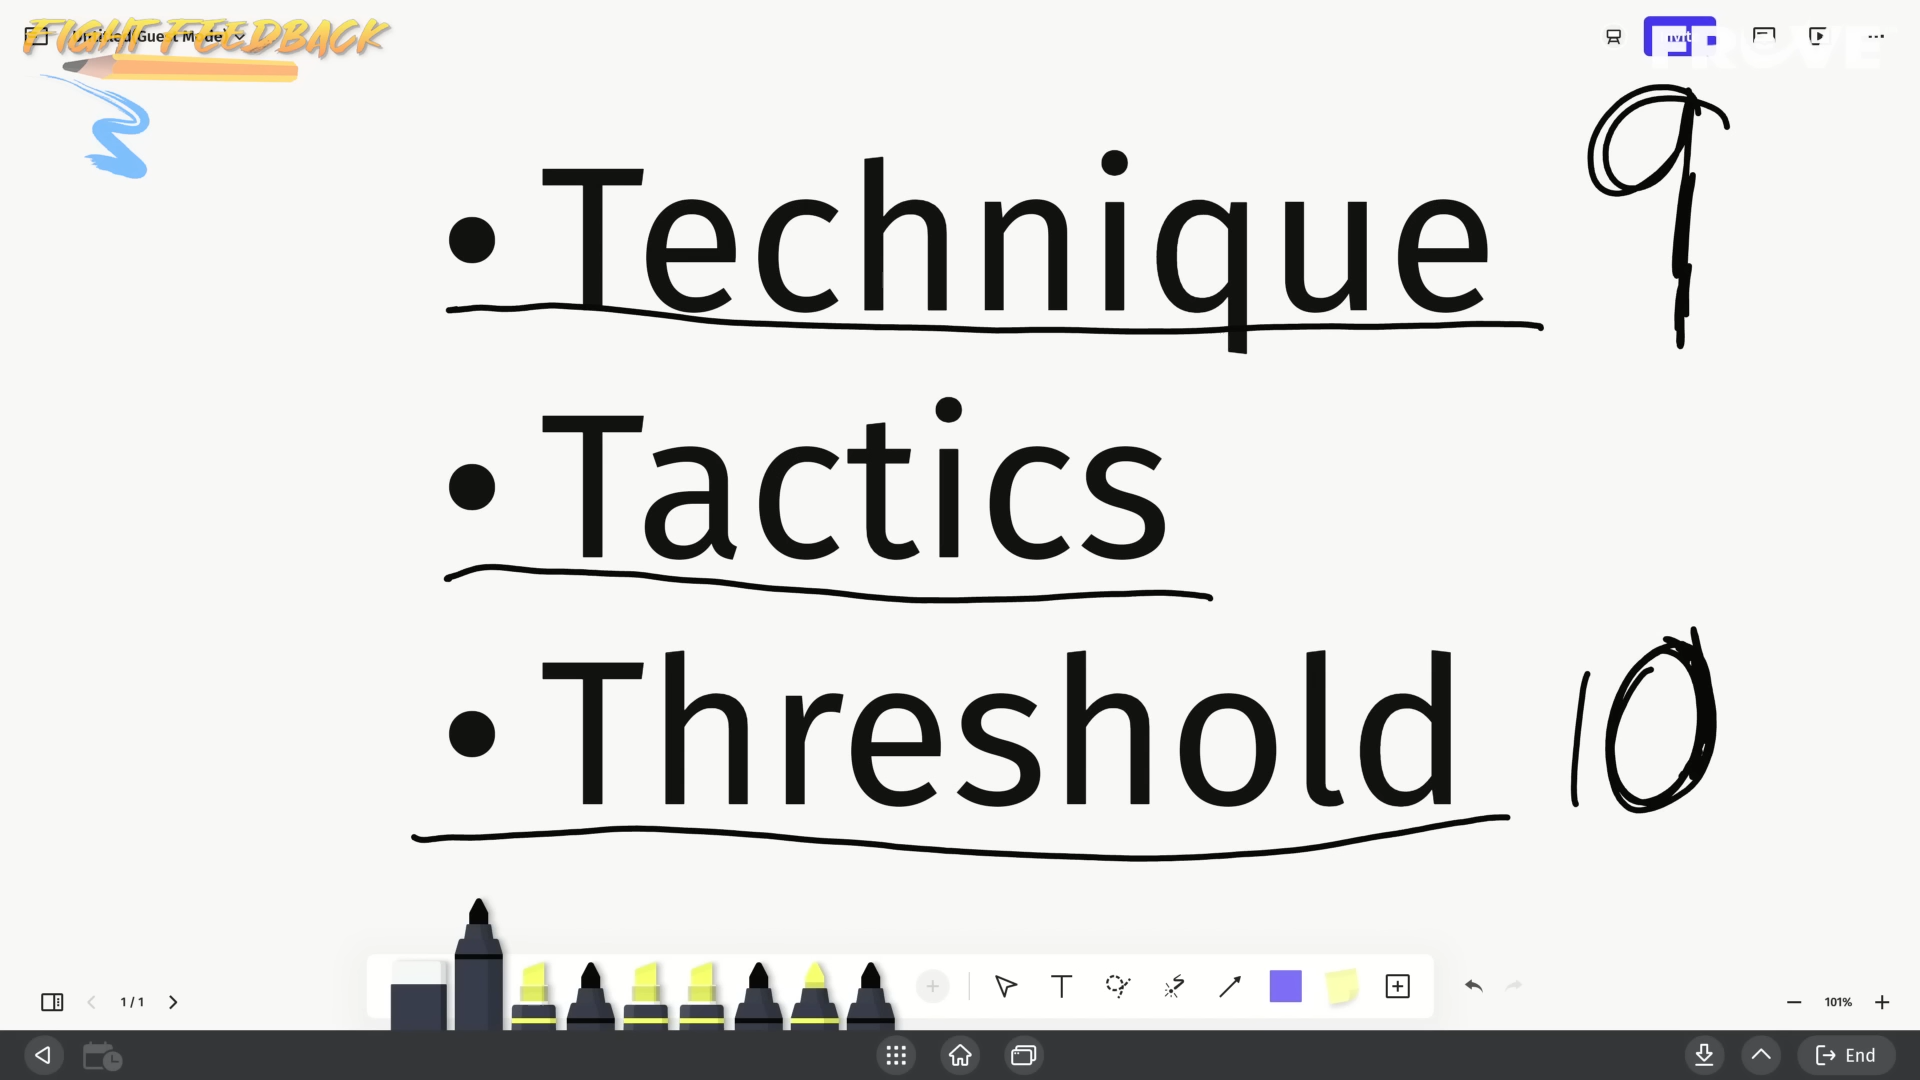 FIGHT FEEDBACK
9
• Technique
• Tactics
• Threshold 10
1/1
101%
End